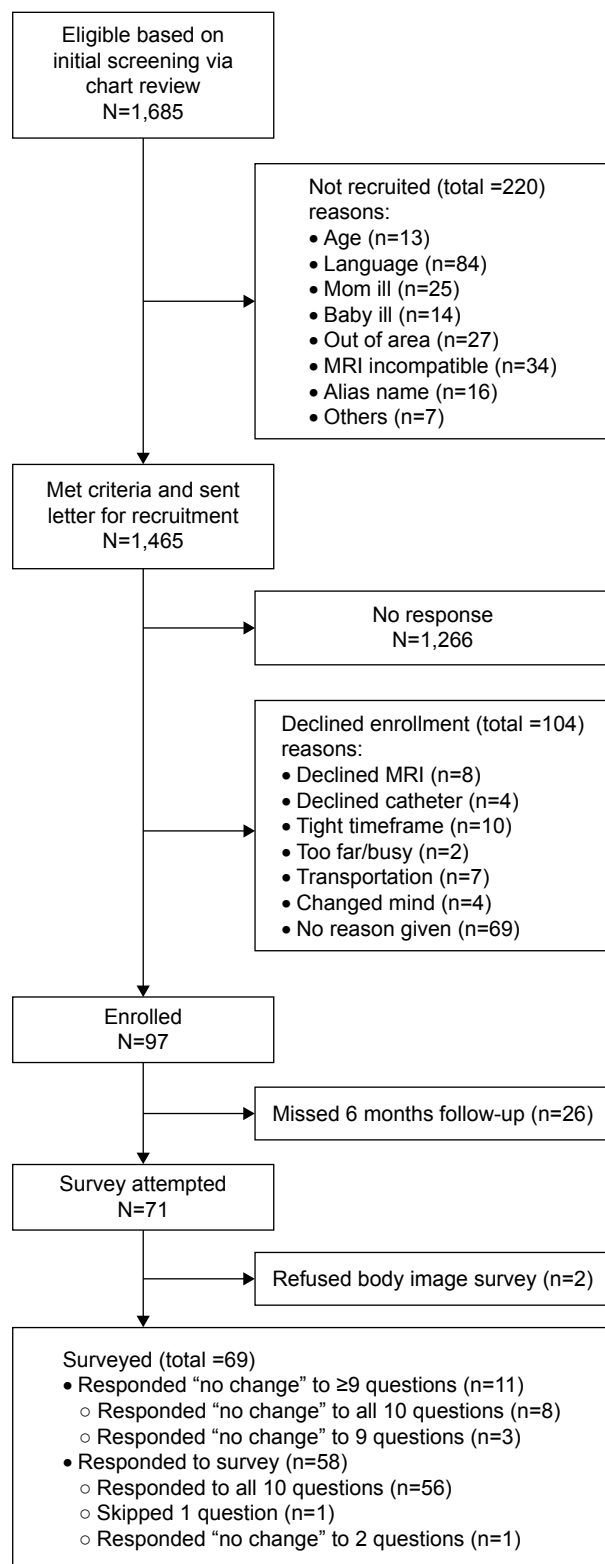 Eligible based on
initial screening via
chart review
N=1,685
Not recruited (total =220)
reasons:
• Age (n=13)
• Language (n=84)
• Mom ill (n=25)
• Baby ill (n=14)
• Out of area (n=27)
• MRI incompatible (n=34)
• Alias name (n=16)
• Others (n=7)
Met criteria and sent
letter for recruitment
N=1,465
No response
N=1,266
Declined enrollment (total =104)
reasons:
• Declined MRI (n=8)
• Declined catheter (n=4)
• Tight timeframe (n=10)
• Too far/busy (n=2)
• Transportation (n=7)
• Changed mind (n=4)
• No reason given (n=69)
Enrolled
N=97
Missed 6 months follow-up (n=26)
Survey attempted
N=71
Refused body image survey (n=2)
Surveyed (total =69)
• Responded “no change” to ≥9 questions (n=11)
○ Responded “no change” to all 10 questions (n=8)
○ Responded “no change” to 9 questions (n=3)
• Responded to survey (n=58)
○ Responded to all 10 questions (n=56)
○ Skipped 1 question (n=1)
○ Responded “no change” to 2 questions (n=1)